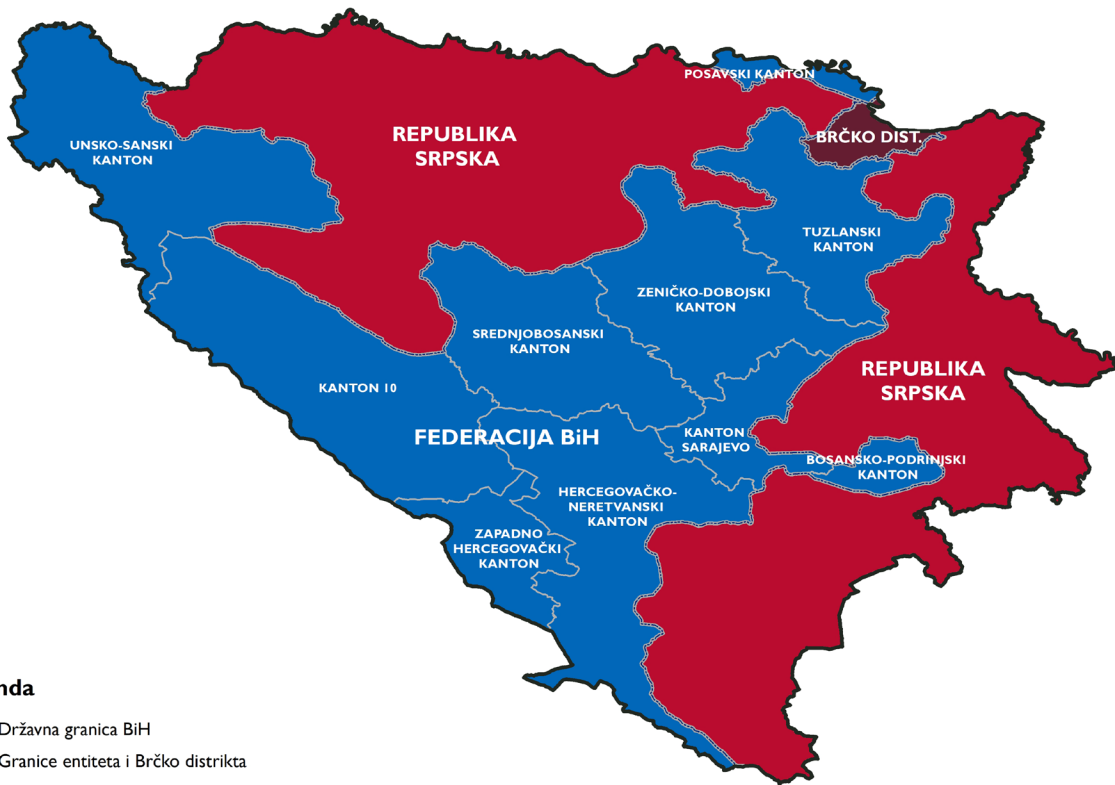 POSAVSKI KANTON
REPUBLIKA
SRPSKA
BRČKO DIST.
UNSKO-SANSKI
KANTON
TUZLANSKI
KANTON
ZENIČKO-DOBOJSKI
KANTON
SREDNJOBOSANSKI
KANTON
REPUBLIKA
SRPSKA
KANTON 10
FEDERACIJA BiH
KANTON
SARAJEVO
BOSANSKO-PODRINJSKI
KANTON
HERCEGOVAČKO-
NERETVANSKI
KANTON
ZAPADNO
HERCEGOVAČKI
KANTON
nda
Državna granica BiH
Granice entiteta i Brčko distrikta